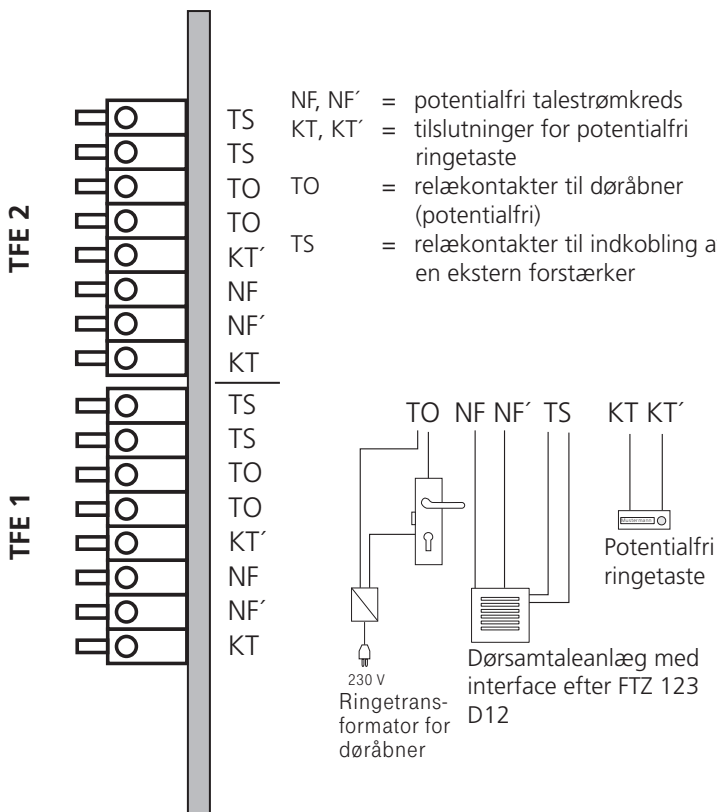 TFE 2
TS
TS
TO
TO
KT´
NF
NF´
KT
TFE 1
TS
TS
TO
TO
KT´
NF
NF´
KT
NF, NF´ = potentialfri talestrømkreds
KT, KT´ = tilslutninger for potentialfri
ringetaste
TO = relækontakter til døråbner
(potentialfri)
TS = relækontakter til indkobling a
en ekstern forstærker
TO NF NF´ TS KT KT´
Mustermann
Potentialfri
ringetaste
230 V
Ringetrans-
formator for
døråbner
Dørsamtaleanlæg med
interface efter FTZ 123
D12